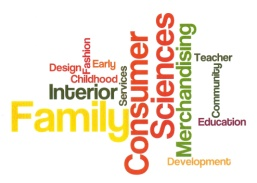 Fashion
Design
Early
Childhood
Interior
Services
Family
Consumer
Sciences
Merchandising
Teacher
Community
Education
Development